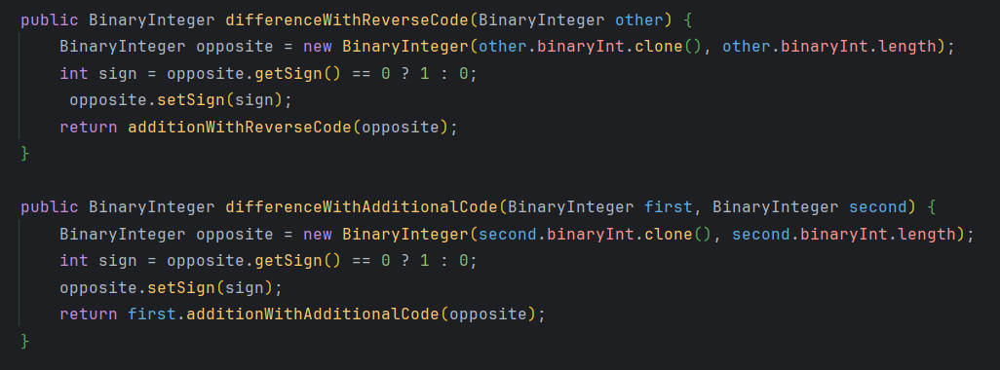 public BinaryInteger differenceWithReverseCode(BinaryInteger other) {
    BinaryInteger opposite = new BinaryInteger(other.binaryInt.clone(), other.binaryInt.length);
    int sign = opposite.getSign() == 0 ? 1 : 0;
     opposite.setSign(sign);
    return additionWithReverseCode(opposite);
}

public BinaryInteger differenceWithAdditionalCode(BinaryInteger first, BinaryInteger second) {
    BinaryInteger opposite = new BinaryInteger(second.binaryInt.clone(), second.binaryInt.length);
    int sign = opposite.getSign() == 0 ? 1 : 0;
    opposite.setSign(sign);
    return first.additionWithAdditionalCode(opposite);
}